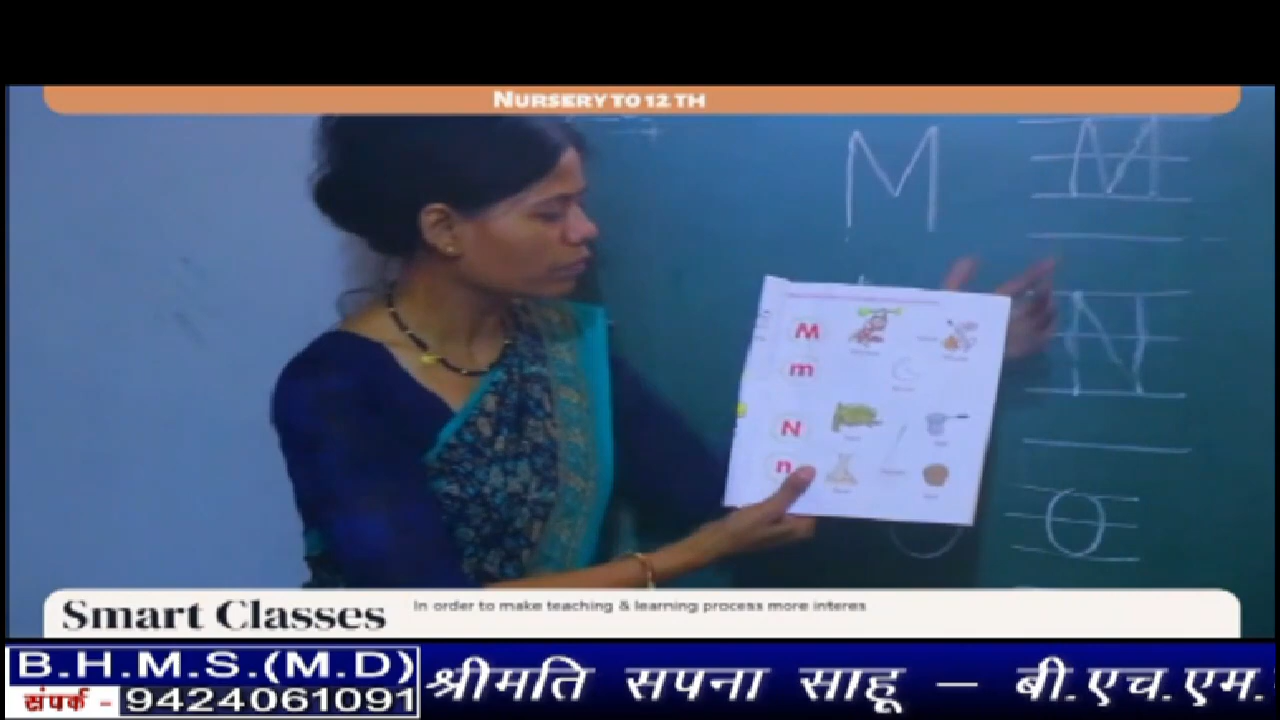 NURSERY TO 12 TH
M
M
N
O
M
m
N
n
Smart Classes
In order to make teaching & learning process more interes
B.H.M.S.(M.D)
संपर्क - 9424061091
श्रीमति सपना साहू – बी.एच.एम.